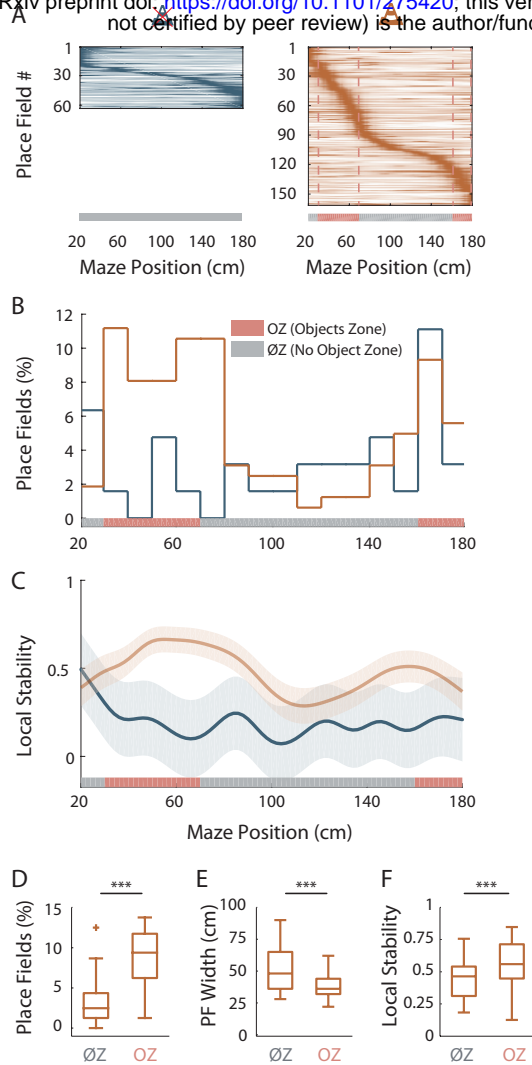 Rxiv preprint doi: https://doi.org/10.1101/275420; this ver
not certified by peer review) is the author/fund
A
Place Field #
1
30
60
1
30
60
90
120
150
20 60 100 140 180
20 60 100 140 180
Maze Position (cm)
Maze Position (cm)
B
Place Fields (%)
12
10
8
6
4
2
0
OZ (Objects Zone)
ØZ (No Object Zone)
20 60 100 140 180
C
Local Stability
1
0.5
0
20 60 100 140 180
Maze Position (cm)
D
***
Place Fields (%)
15
10
5
0
ØZ OZ
E
***
PF Width (cm)
100
75
50
25
0
ØZ OZ
F
***
Local Stability
1
0.75
0.5
0.25
0
ØZ OZ